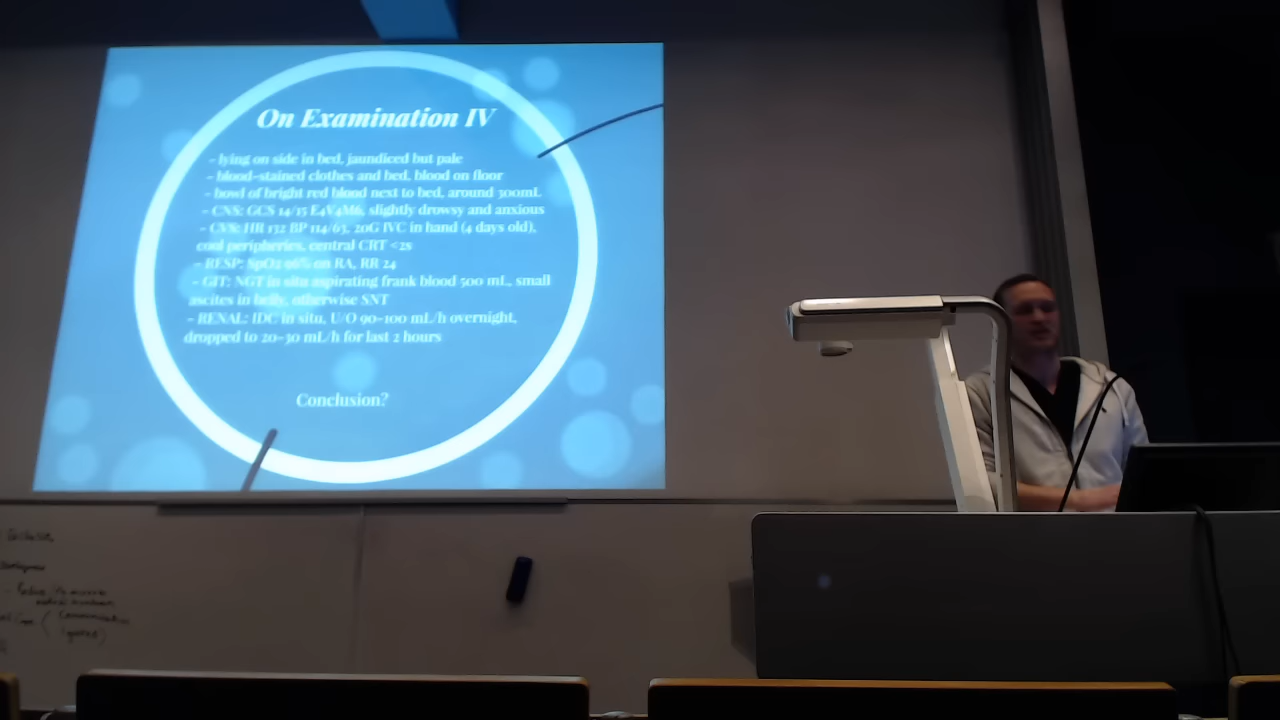 On Examination IV
- lying on side in bed, jaundiced but pale
- blood-stained clothes and bed, blood on floor
- bowl of bright red blood next to bed, around 300mL
- CNS: GCS 14/15 E4V4M6, slightly drowsy and anxious
- CVS: HR 132 BP 114/63, 20G IVC in hand (4 days old),
cool peripheries, central CRT <2s
- RESP: SpO2 96% on RA, RR 24
- GIT: NGT in situ aspirating frank blood 500 mL, small
ascites in belly, otherwise SNT
- RENAL: IDC in situ, U/O 90-100 mL/h overnight,
dropped to 20-30 mL/h for last 2 hours
Conclusion?